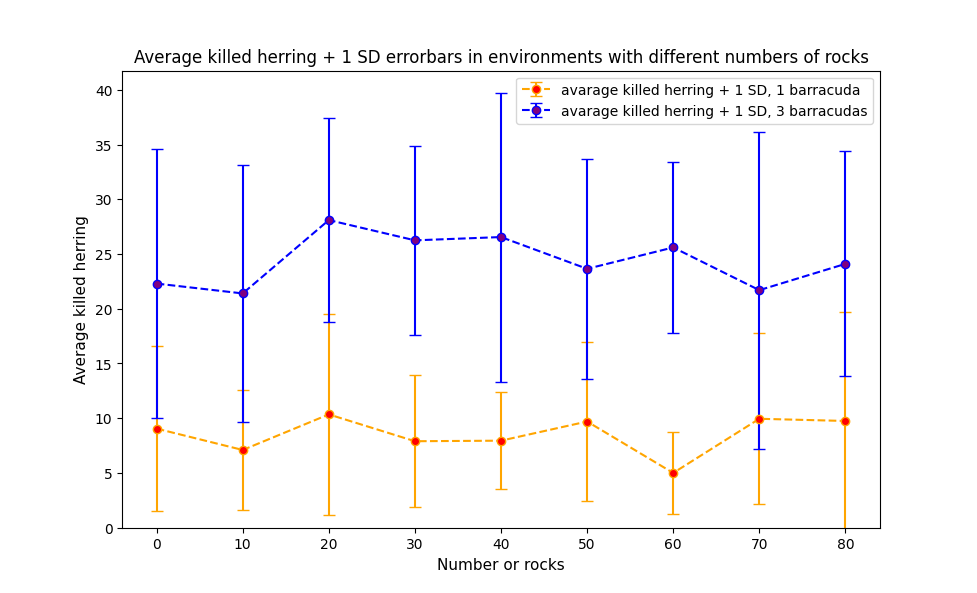 Average killed herring + 1 SD errorbars in environments with different numbers of rocks
avarage killed herring + 1 SD, 1 barracuda
avarage killed herring + 1 SD, 3 barracudas
Average killed herring
40
35
30
25
20
15
10
5
0
0 10 20 30 40 50 60 70 80
Number or rocks